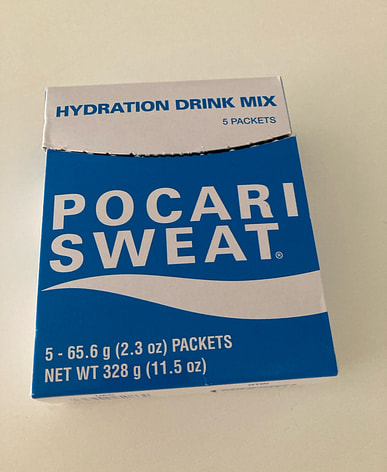 HYDRATION DRINK MIX
5 PACKETS
POCARI
SWEAT®
5 - 65.6 g (2.3 oz) PACKETS
NET WT 328 g (11.5 oz)